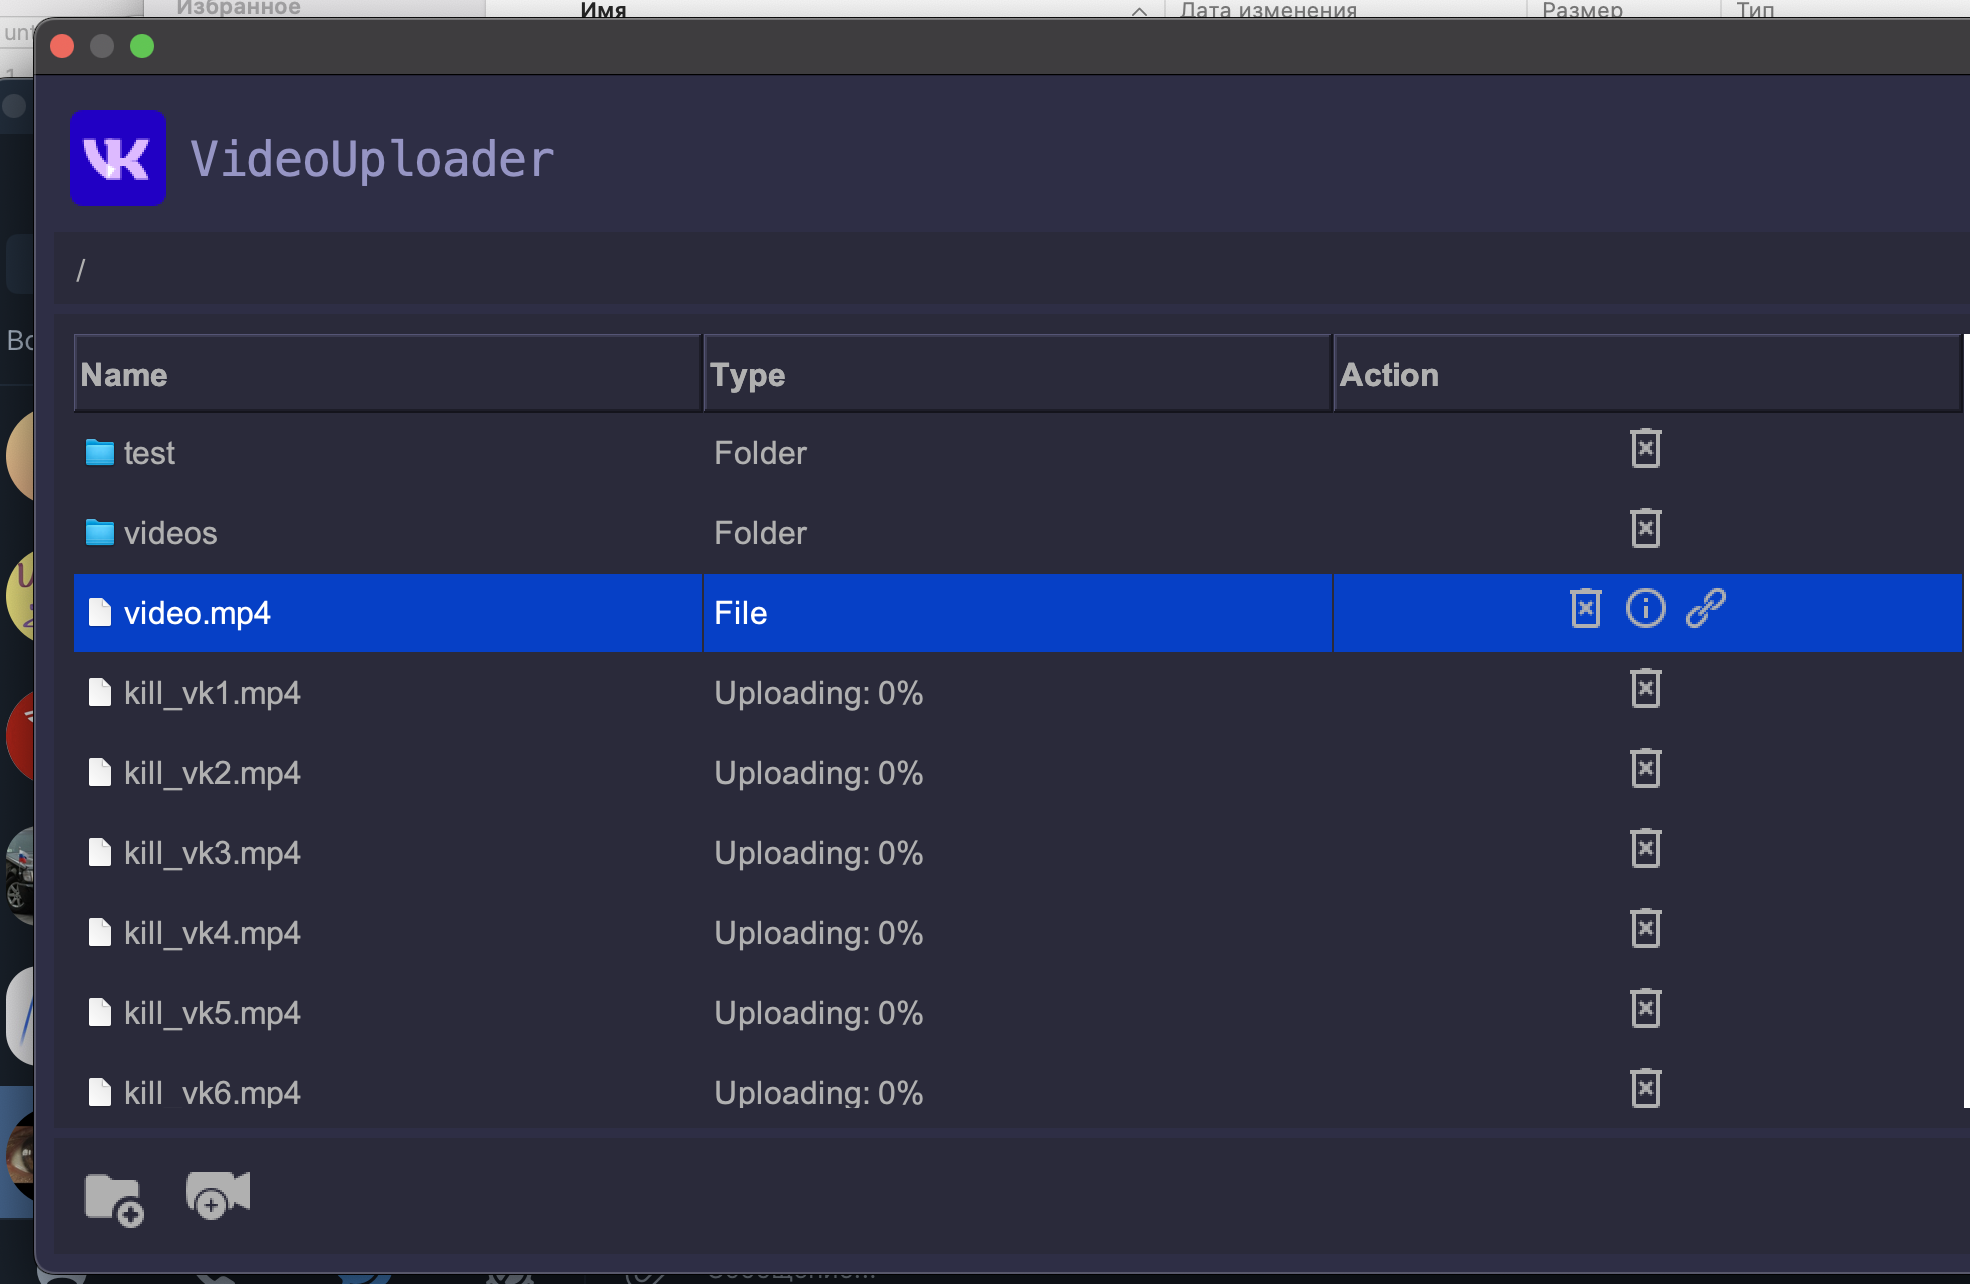 Избранное
Имя Дата изменения Размер Тип
VideoUploader
/
Name Type Action
test Folder
videos Folder
video.mp4 File
kill_vk1.mp4 Uploading: 0%
kill_vk2.mp4 Uploading: 0%
kill_vk3.mp4 Uploading: 0%
kill_vk4.mp4 Uploading: 0%
kill_vk5.mp4 Uploading: 0%
kill_vk6.mp4 Uploading: 0%